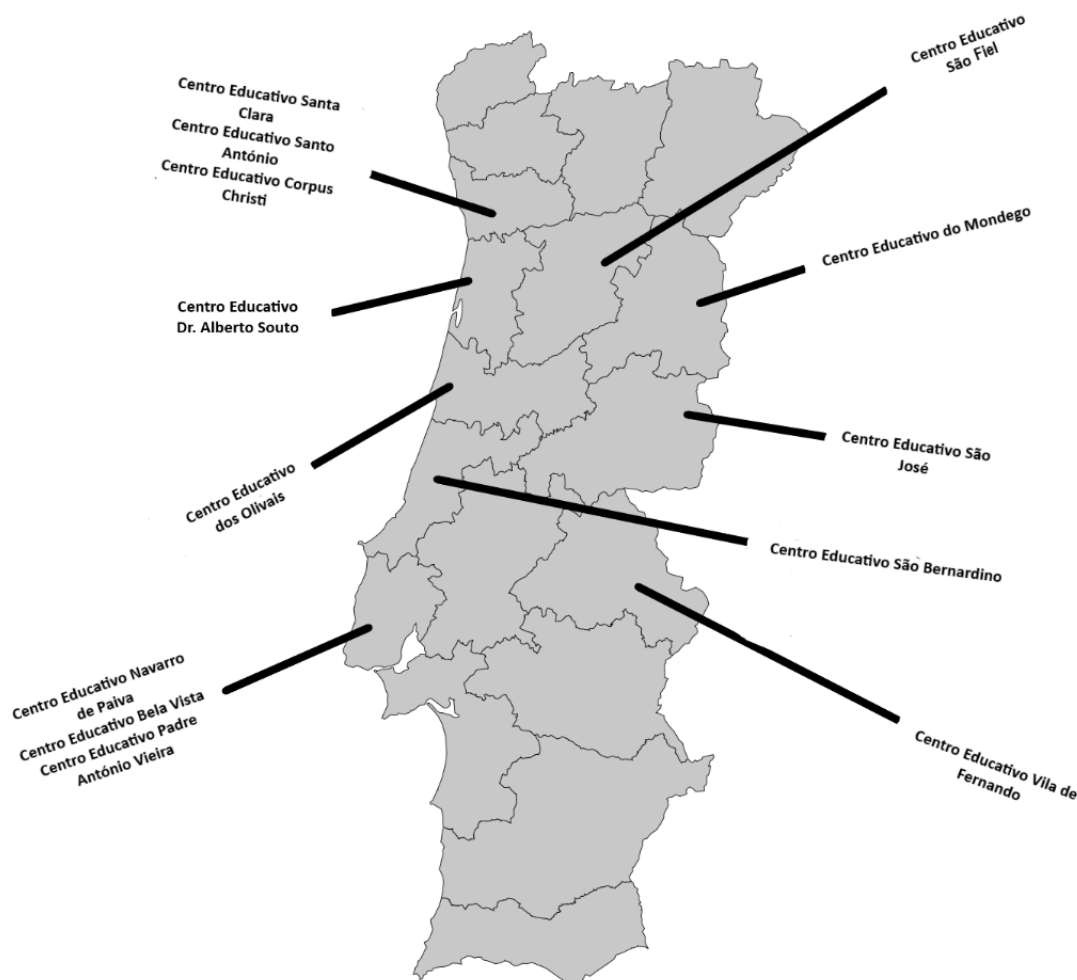 Centro Educativo
São Fiel
Centro Educativo Santa
Clara
Centro Educativo Santo
António
Centro Educativo Corpus
Christi
Centro Educativo do Mondego
Centro Educativo
Dr. Alberto Souto
Centro Educativo São
José
Centro Educativo
dos Olivais
Centro Educativo São Bernardino
Centro Educativo Navarro
de Paiva
Centro Educativo Bela Vista
Centro Educativo Padre
António Vieira
Centro Educativo Vila de
Fernando